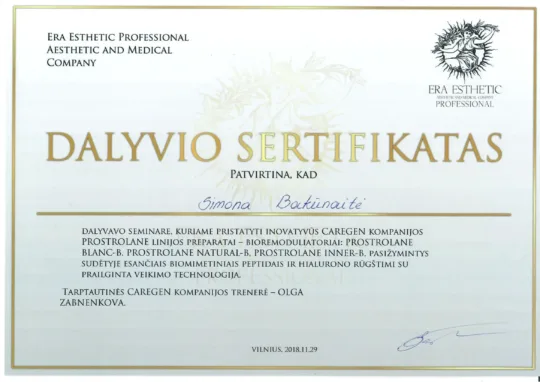 ERA ESTHETIC PROFESSIONAL
AESTHETIC AND MEDICAL
COMPANY
ERA ESTHETIC
PROFESSIONAL
DALYVIO SERTIFIKATAS
PATVIRTINA, KAD
Simona Bakūnaitė
DALYVAVO SEMINARE, KURIAME PRISTATYTI INOVATYVŪS CAREGEN KOMPANIJOS
PROSTROLANE LINIJOS PREPARATAI – BIOREMODULIATORIAI: PROSTROLANE
BLANC-B, PROSTROLANE NATURAL-B, PROSTROLANE INNER-B, PASIŽYMINTYS
SUDĖTYJE ESANČIAIS BIOMIMETINIAIS PEPTIDAIS IR HIALURONO RŪGŠTIMI SU
PRAILGINTA VEIKIMO TECHNOLOGIJA.
TARPTAUTINĖS CAREGEN KOMPANIJOS TRENERĖ – OLGA
ZABNENKOVA.
VILNIUS, 2018.11.29